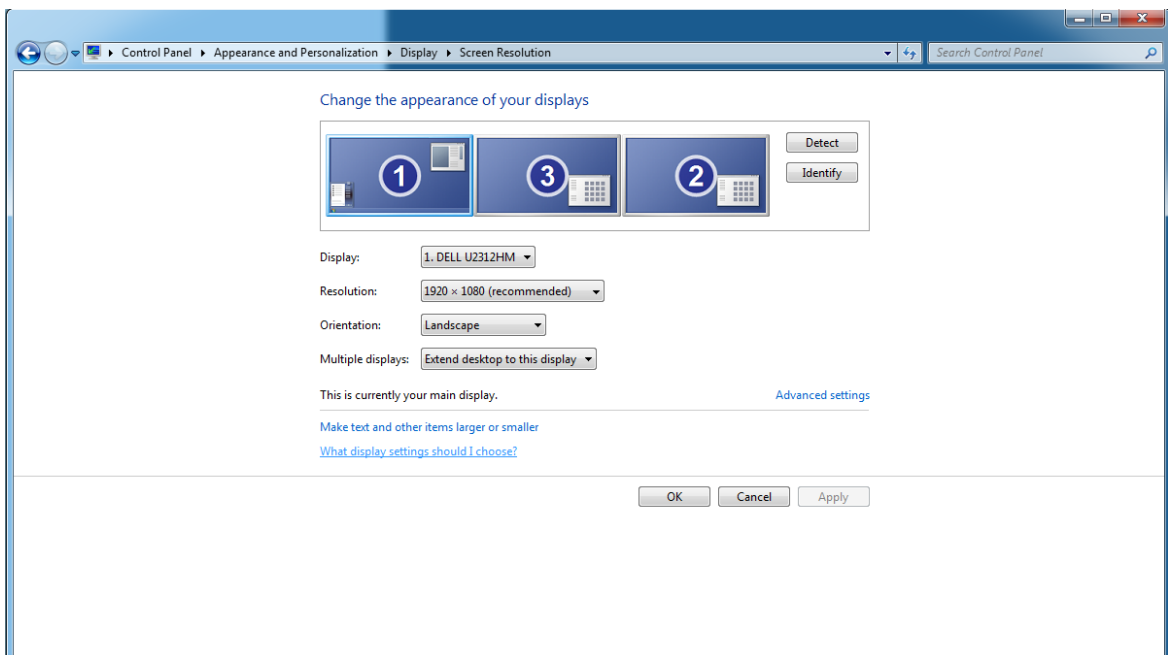 Control Panel Appearance and Personalization Display Screen Resolution Search Control Panel
Change the appearance of your displays
1 3 2
Detect
Identify
Display: 1. DELL U2312HM
Resolution: 1920 × 1080 (recommended)
Orientation: Landscape
Multiple displays: Extend desktop to this display
This is currently your main display. Advanced settings
Make text and other items larger or smaller
What display settings should I choose?
OK Cancel Apply